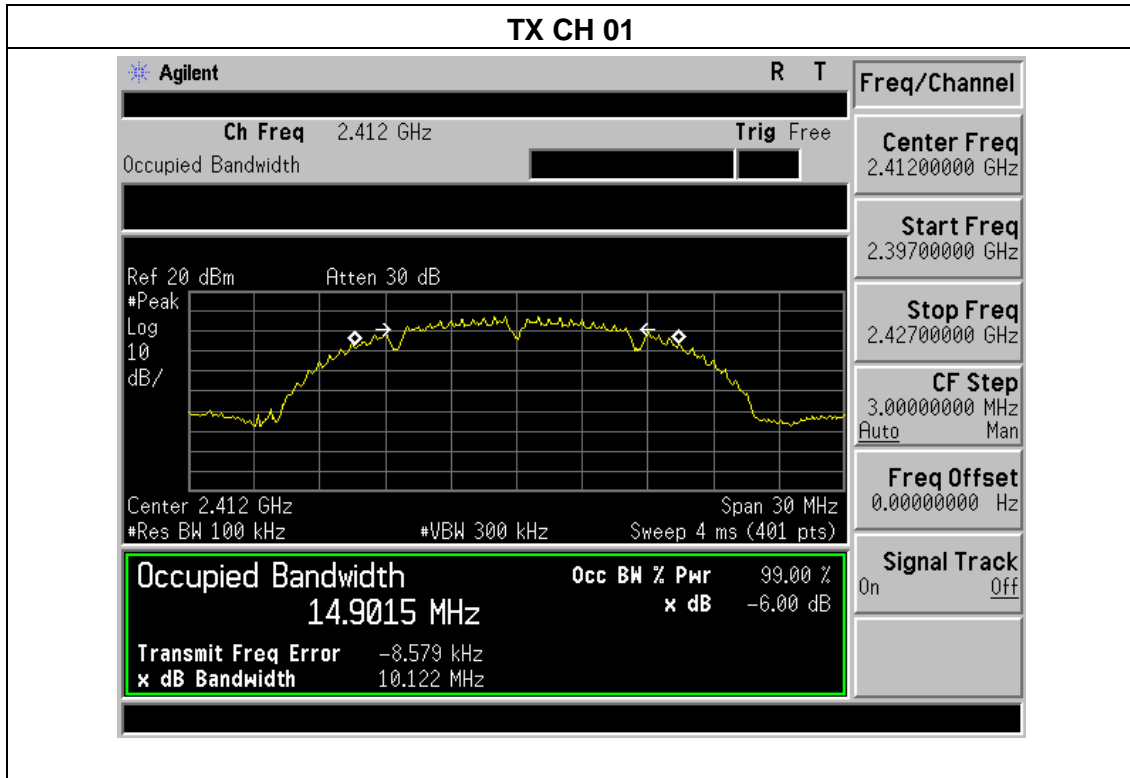 TX CH 01
Agilent R T
Ch Freq 2.412 GHz Trig Free
Occupied Bandwidth
Ref 20 dBm Atten 30 dB
#Peak
Log
10
dB/
Center 2.412 GHz Span 30 MHz
#Res BW 100 kHz #VBW 300 kHz Sweep 4 ms (401 pts)
Occupied Bandwidth Occ BW % Pwr 99.00 %
14.9015 MHz x dB -6.00 dB
Transmit Freq Error -8.579 kHz
x dB Bandwidth 10.122 MHz
Freq/Channel
Center Freq
2.41200000 GHz
Start Freq
2.39700000 GHz
Stop Freq
2.42700000 GHz
CF Step
3.00000000 MHz
Auto Man
Freq Offset
0.00000000 Hz
Signal Track
On Off